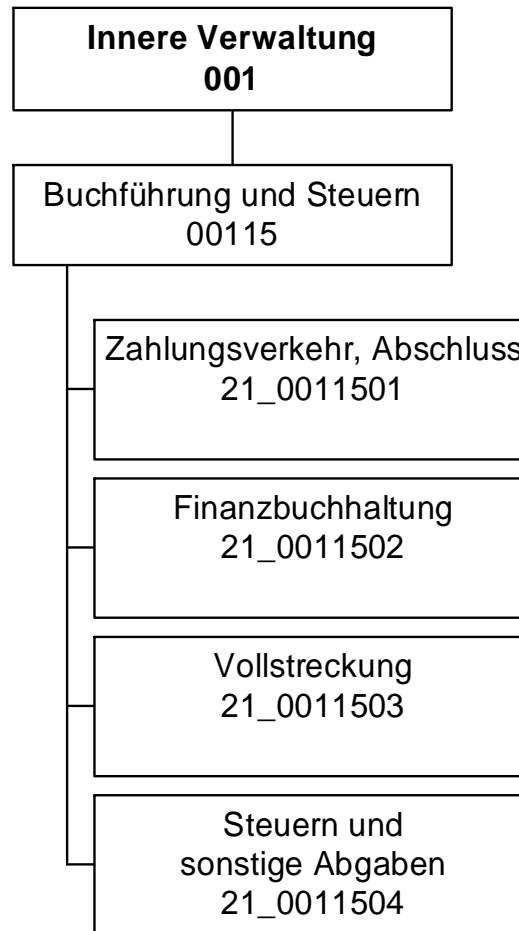 Innere Verwaltung
001
Buchführung und Steuern
00115
Zahlungsverkehr, Abschluss
21_0011501
Finanzbuchhaltung
21_0011502
Vollstreckung
21_0011503
Steuern und
sonstige Abgaben
21_0011504